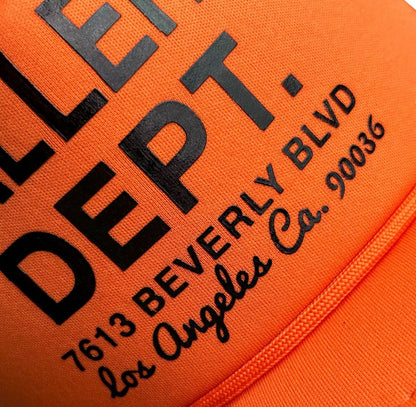 DEPT.
7613 BEVERLY BLVD
Los Angeles Ca. 90036